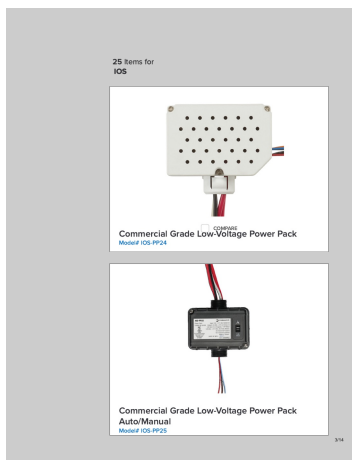 25 Items for
IOS
COMPARE
Commercial Grade Low-Voltage Power Pack
Model# IOS-PP24
Commercial Grade Low-Voltage Power Pack
Auto/Manual
Model# IOS-PP25
3/14